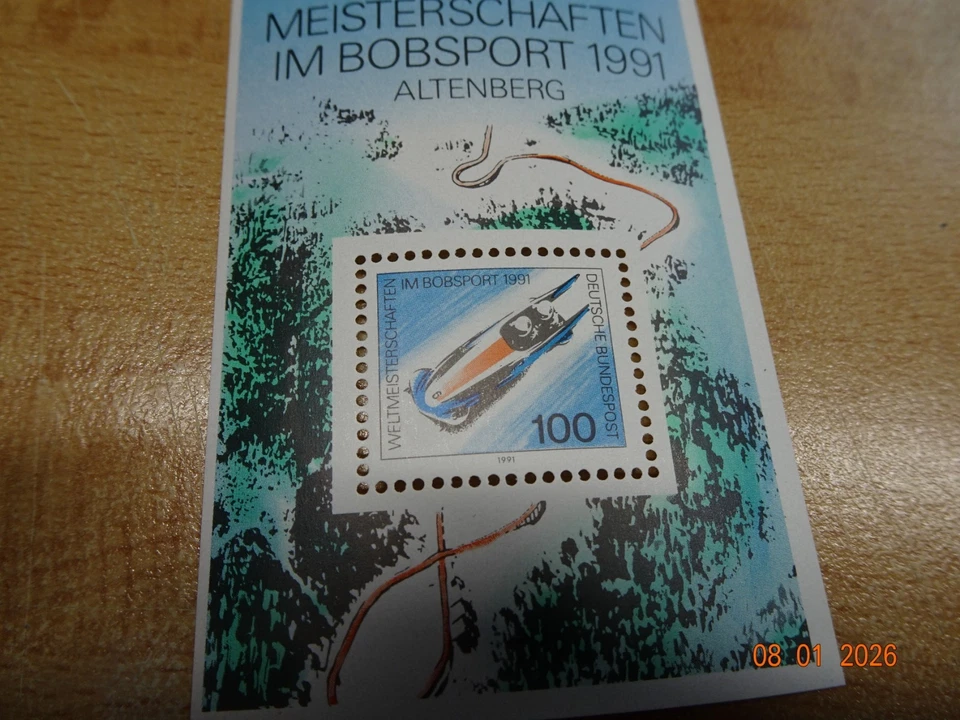 MEISTERSCHAFTEN
IM BOBSPORT 1991
ALTENBERG
WELTMEISTERSCHAFTEN
IM BOBSPORT 1991
DEUTSCHE BUNDESPOST
100
1991
08 01 2026